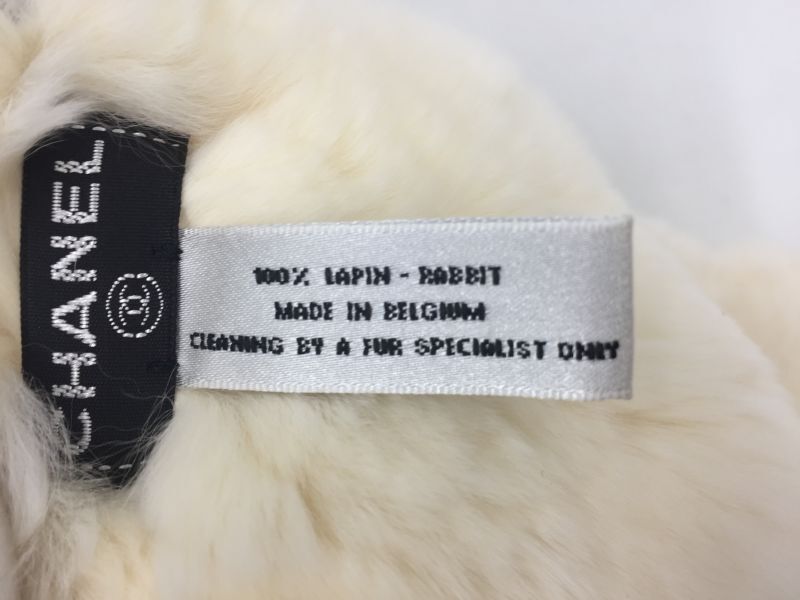 CHANEL
100% LAPIN - RABBIT
MADE IN BELGIUM
CLEANING BY A FUR SPECIALIST ONLY